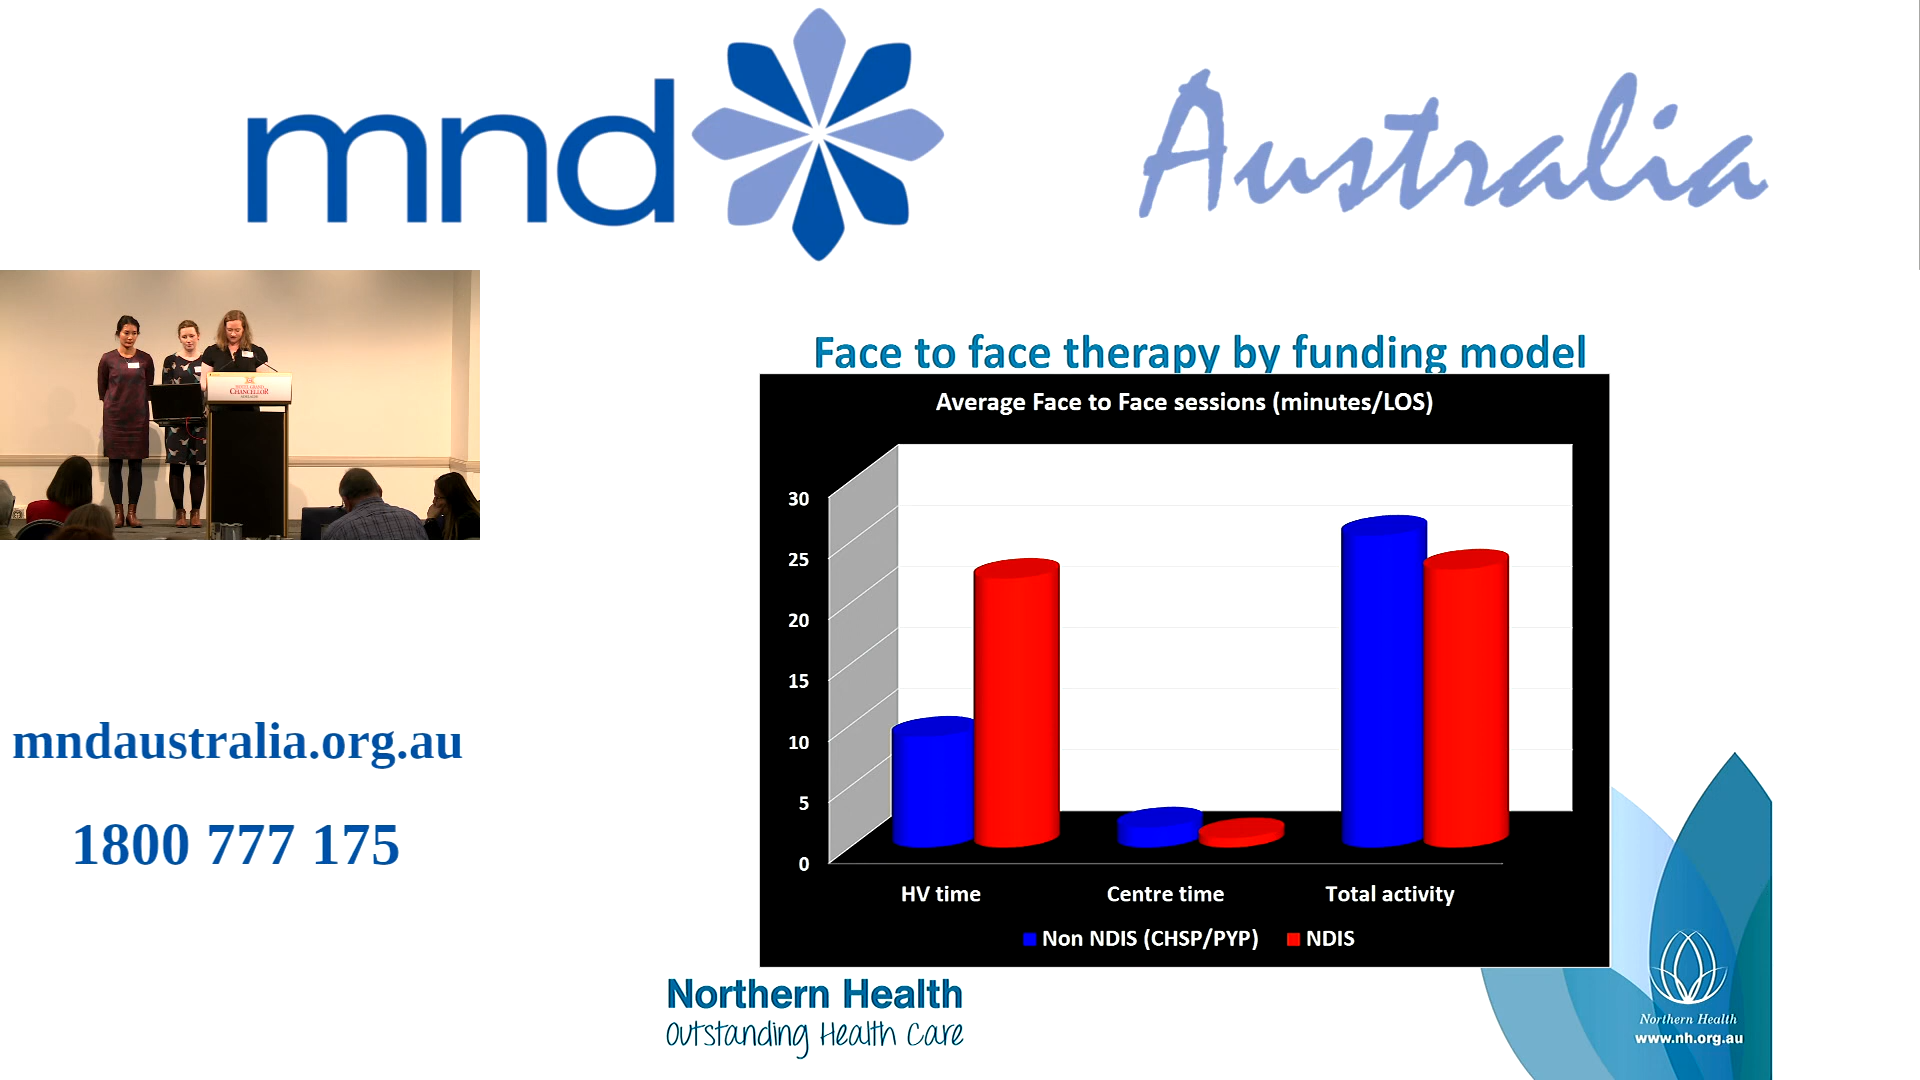 mnd Australia
Face to face therapy by funding model
Average Face to Face sessions (minutes/LOS)
30
25
20
15
10
5
0
HV time Centre time Total activity
Non NDIS (CHSP/PYP) NDIS
CHANCELLOR
mndaustralia.org.au
1800 777 175
Northern Health
Outstanding Health Care
Northern Health
www.nh.org.au